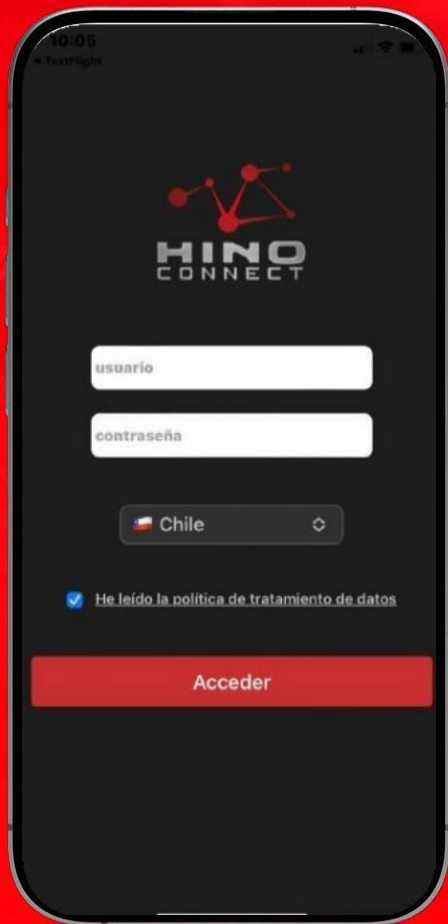 10:05
◀ TestFlight
HINO
CONNECT
usuario
contraseña
Chile
He leído la política de tratamiento de datos
Acceder